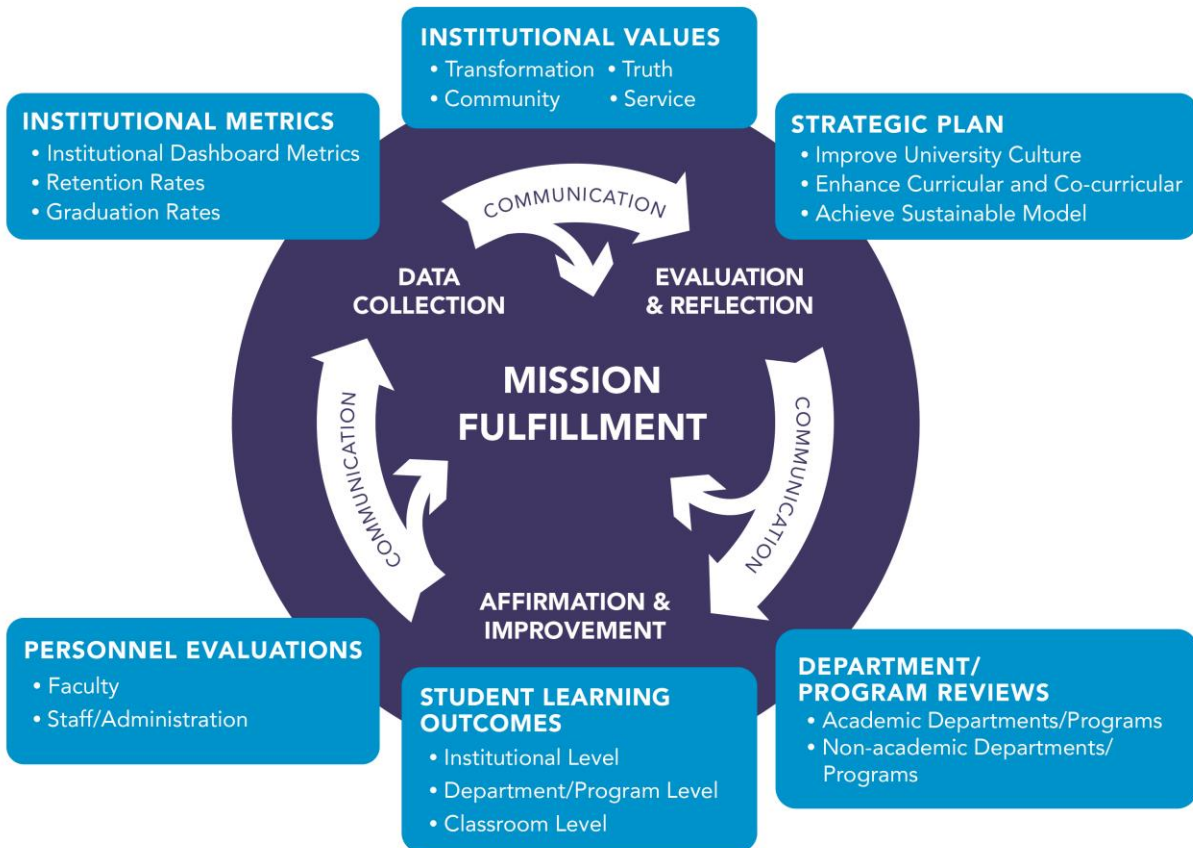 INSTITUTIONAL VALUES
• Transformation • Truth
• Community • Service
INSTITUTIONAL METRICS
• Institutional Dashboard Metrics
• Retention Rates
• Graduation Rates
STRATEGIC PLAN
• Improve University Culture
• Enhance Curricular and Co-curricular
• Achieve Sustainable Model
COMMUNICATION
DATA
COLLECTION
EVALUATION
& REFLECTION
MISSION
FULFILLMENT
COMMUNICATION
COMMUNICATION
AFFIRMATION &
IMPROVEMENT
PERSONNEL EVALUATIONS
• Faculty
• Staff/Administration
STUDENT LEARNING
OUTCOMES
• Institutional Level
• Department/Program Level
• Classroom Level
DEPARTMENT/
PROGRAM REVIEWS
• Academic Departments/Programs
• Non-academic Departments/
Programs